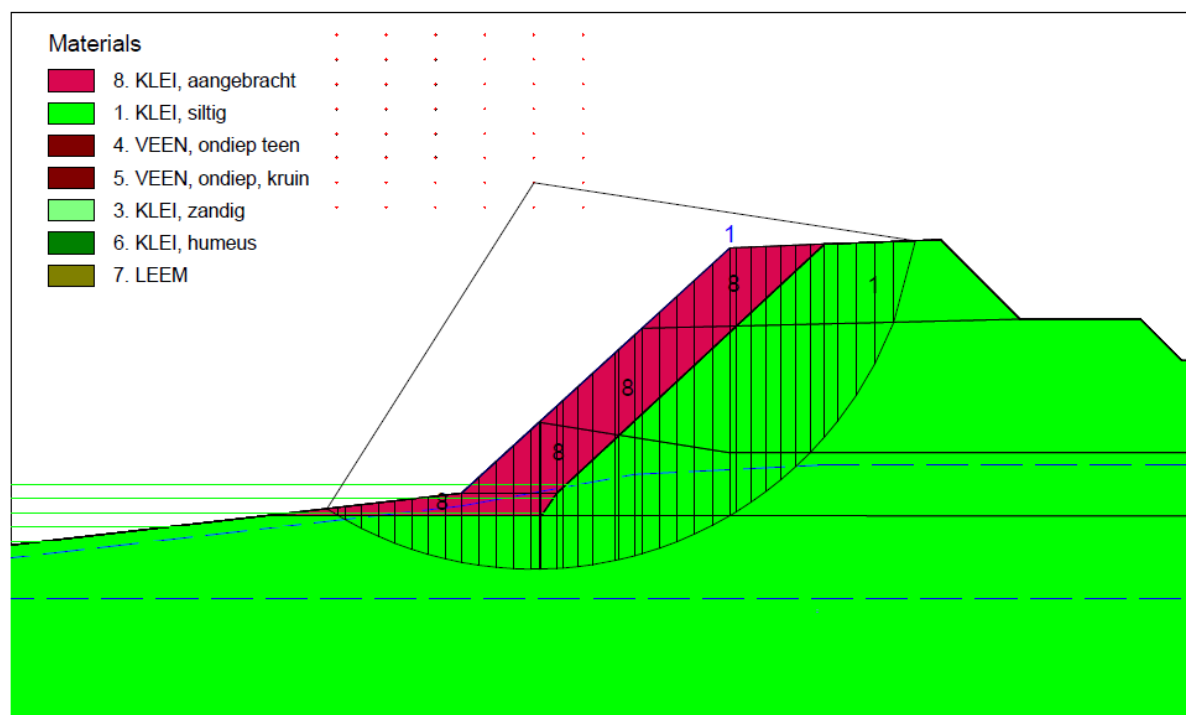 Materials
8. KLEI, aangebracht
1. KLEI, siltig
4. VEEN, ondiep teen
5. VEEN, ondiep, kruin
3. KLEI, zandig
6. KLEI, humeus
7. LEEM
1
8
1
8
8
8